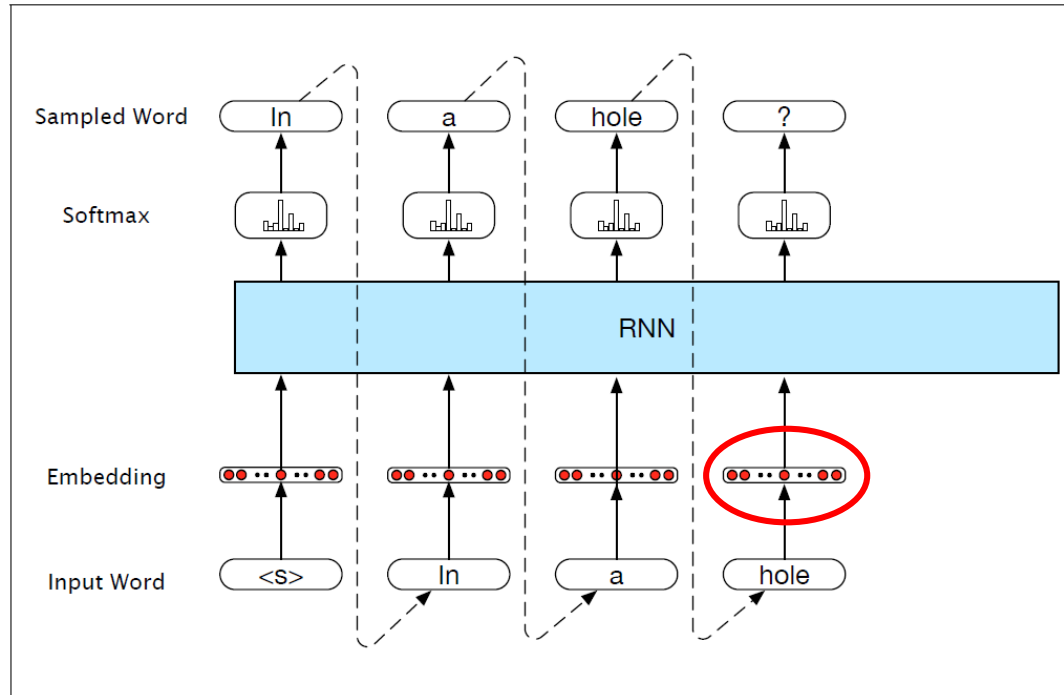 Sampled Word In a hole ?
Softmax
RNN
Embedding
Input Word <s> In a hole